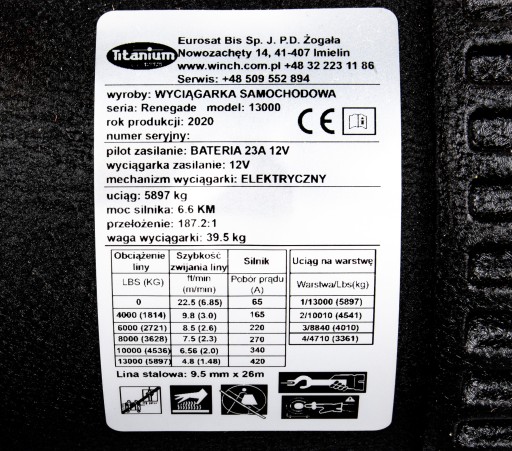 Titanium
Eurosat Bis Sp. J. P.D. Żogała
Nowozachęty 14, 41-407 Imielin
www.winch.com.pl +48 32 223 11 86
Serwis: +48 509 552 894
wyroby: WYCIĄGARKA SAMOCHODOWA
seria: Renegade model: 13000
rok produkcji: 2020
numer seryjny:
CE
pilot zasilanie: BATERIA 23A 12V
wyciągarka zasilanie: 12V
mechanizm wyciągarki: ELEKTRYCZNY
uciąg: 5897 kg
moc silnika: 6.6 KM
przełożenie: 187.2:1
waga wyciągarki: 39.5 kg
Obciążenie liny Szybkość zwijania liny Silnik Uciąg na warstwę
LBS (KG) ft/min (m/min) Pobór prądu (A) Warstwa/Lbs(kg)
0 22.5 (6.85) 65 1/13000 (5897)
4000 (1814) 9.8 (3.0) 165 2/10010 (4541)
6000 (2721) 8.5 (2.6) 220 3/8840 (4010)
8000 (3628) 7.5 (2.3) 270 4/4710 (3361)
10000 (4536) 6.56 (2.0) 340
13000 (5897) 4.8 (1.48) 420
Lina stalowa: 9.5 mm x 26m